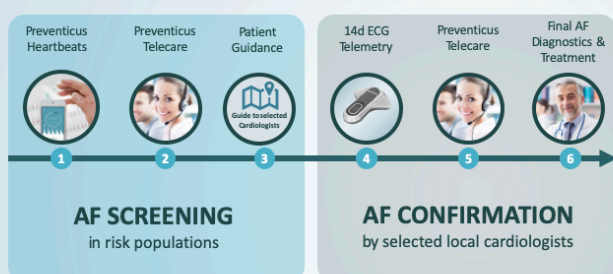 Preventicus
Heartbeats
Preventicus
Telecare
Patient
Guidance
14d ECG
Telemetry
Preventicus
Telecare
Final AF
Diagnostics &
Treatment
Guide to selected
Cardiologists
1
2
3
4
5
6
AF SCREENING
in risk populations
AF CONFIRMATION
by selected local cardiologists